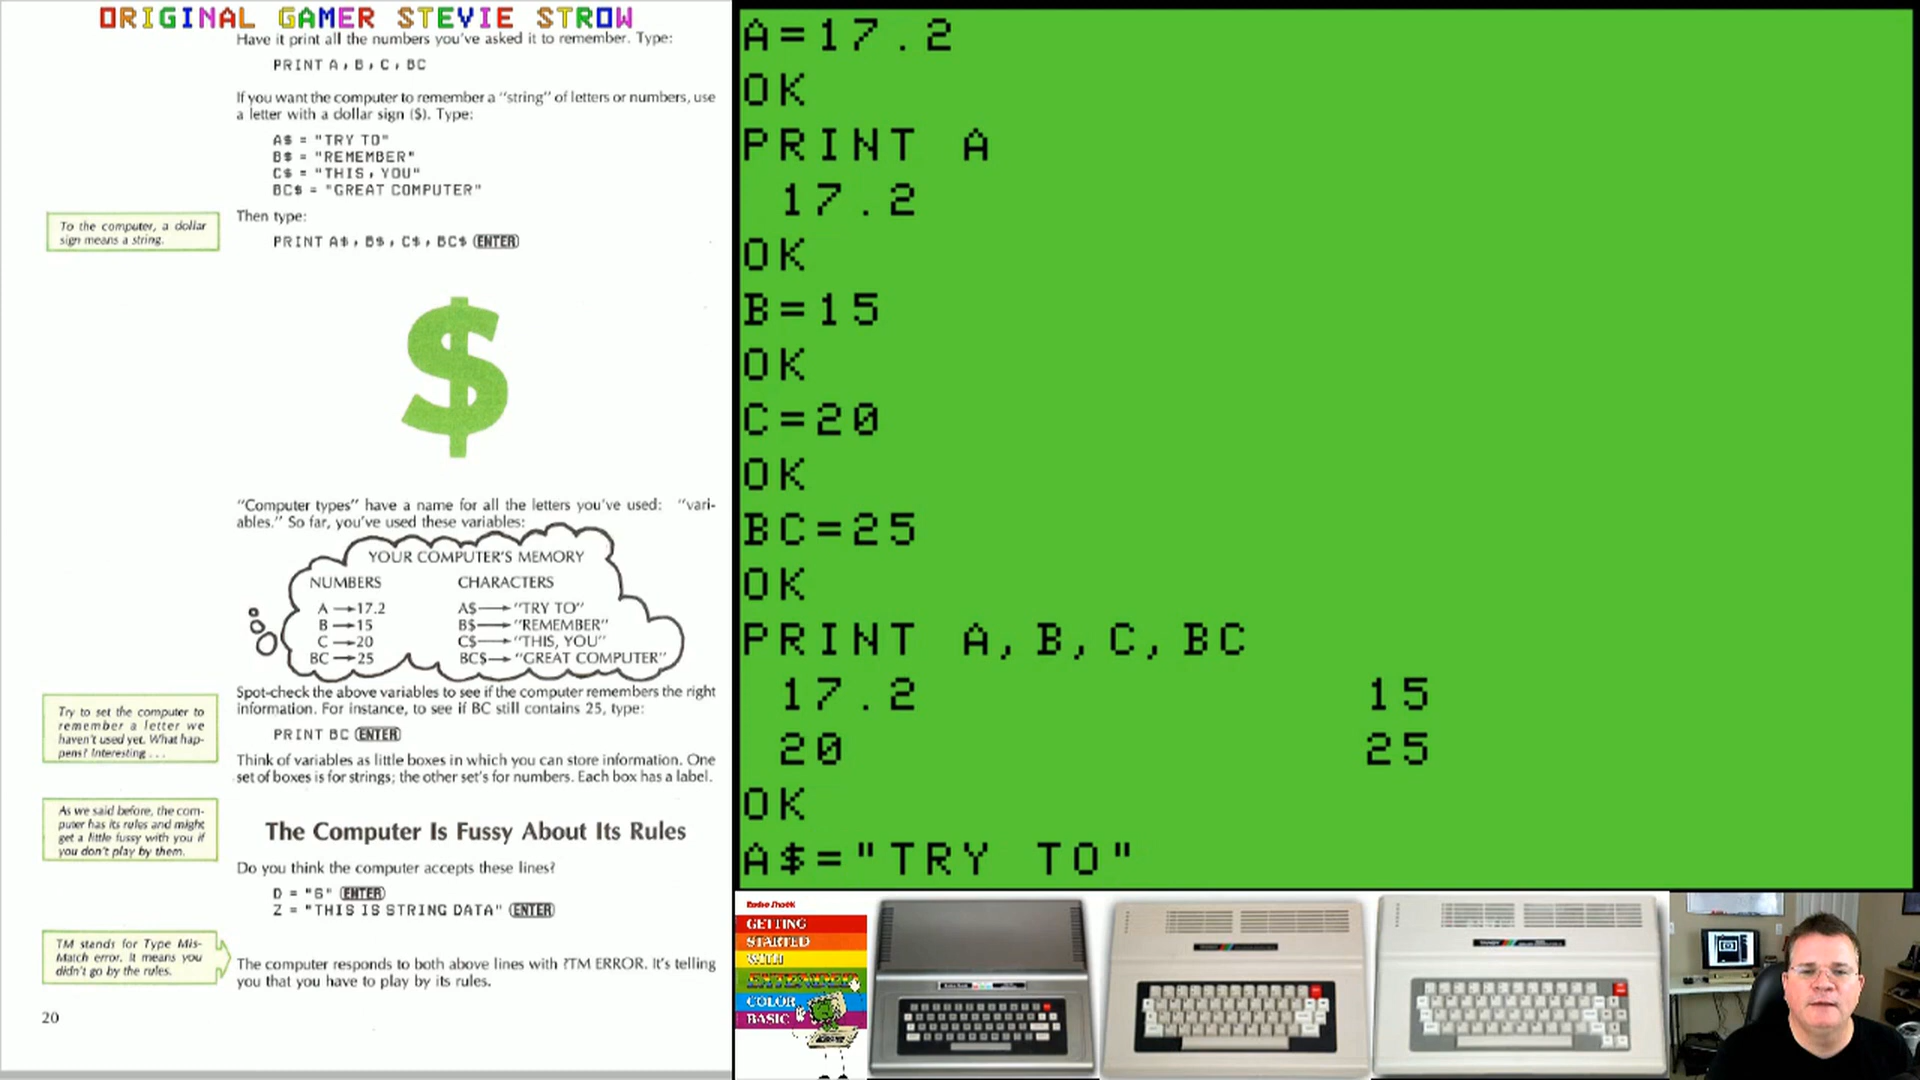 ORIGINAL GAMER STEVIE STROW
Have it print all the numbers you've asked it to remember. Type:
PRINT A, B, C, BC
If you want the computer to remember a "string" of letters or numbers, use
a letter with a dollar sign ($). Type:
A$ = "TRY TO"
B$ = "REMEMBER"
C$ = "THIS, YOU"
BC$ = "GREAT COMPUTER"
To the computer, a dollar
sign means a string.
Then type:
PRINT A$, B$, C$, BC$ ENTER
$
"Computer types" have a name for all the letters you've used: "vari-
ables." So far, you've used these variables:
YOUR COMPUTER'S MEMORY
NUMBERS CHARACTERS
A→17.2 A$→"TRY TO"
B→15 B$→"REMEMBER"
C→20 C$→"THIS, YOU"
BC→25 BC$→"GREAT COMPUTER"
Spot-check the above variables to see if the computer remembers the right
information. For instance, to see if BC still contains 25, type:
PRINT BC ENTER
Try to set the computer to
remember a letter we
haven't used yet. What hap-
pens? Interesting . . .
Think of variables as little boxes in which you can store information. One
set of boxes is for strings; the other set's for numbers. Each box has a label.
As we said before, the com-
puter has its rules and might
get a little fussy with you if
you don't play by them.
The Computer Is Fussy About Its Rules
Do you think the computer accepts these lines?
D = "6" ENTER
Z = "THIS IS STRING DATA" ENTER
TM stands for Type Mis-
Match error. It means you
didn't go by the rules.
The computer responds to both above lines with ?TM ERROR. It's telling
you that you have to play by its rules.
20
A=17.2
OK
PRINT A
17.2
OK
B=15
OK
C=20
OK
BC=25
OK
PRINT A,B,C,BC
17.2 15
20 25
OK
A$="TRY TO"
Radio Shack
GETTING
STARTED
WITH
EXTENDED
COLOR
BASIC